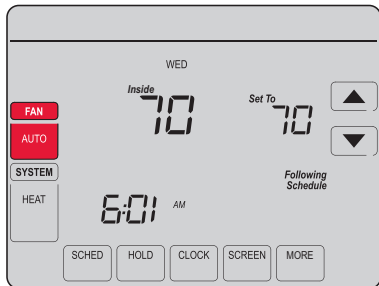 WED
Inside
70
Set To
70
FAN
AUTO
SYSTEM
HEAT
Following
Schedule
6:01 AM
SCHED HOLD CLOCK SCREEN MORE